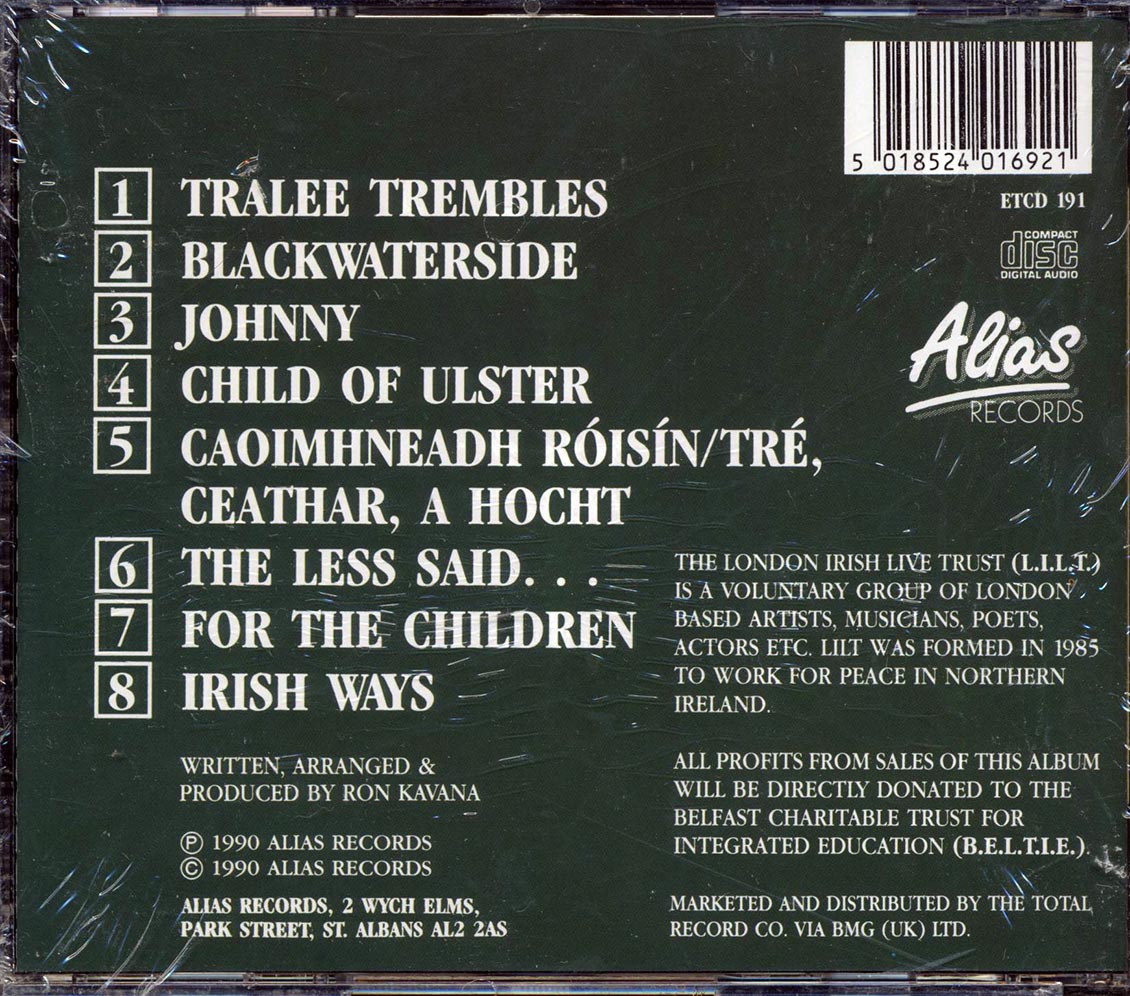 5 018524 016921
ETCD 191
COMPACT
disc
DIGITAL AUDIO
Alias
RECORDS
1 TRALEE TREMBLES
2 BLACKWATERSIDE
3 JOHNNY
4 CHILD OF ULSTER
5 CAOIMHNEADH RÓISÍN/TRÉ,
CEATHAR, A HOCHT
6 THE LESS SAID. . .
7 FOR THE CHILDREN
8 IRISH WAYS
WRITTEN, ARRANGED &
PRODUCED BY RON KAVANA
℗ 1990 ALIAS RECORDS
© 1990 ALIAS RECORDS
ALIAS RECORDS, 2 WYCH ELMS,
PARK STREET, ST. ALBANS AL2 2AS
THE LONDON IRISH LIVE TRUST (L.I.L.T.)
IS A VOLUNTARY GROUP OF LONDON
BASED ARTISTS, MUSICIANS, POETS,
ACTORS ETC. LILT WAS FORMED IN 1985
TO WORK FOR PEACE IN NORTHERN
IRELAND.
ALL PROFITS FROM SALES OF THIS ALBUM
WILL BE DIRECTLY DONATED TO THE
BELFAST CHARITABLE TRUST FOR
INTEGRATED EDUCATION (B.E.L.T.I.E.).
MARKETED AND DISTRIBUTED BY THE TOTAL
RECORD CO. VIA BMG (UK) LTD.